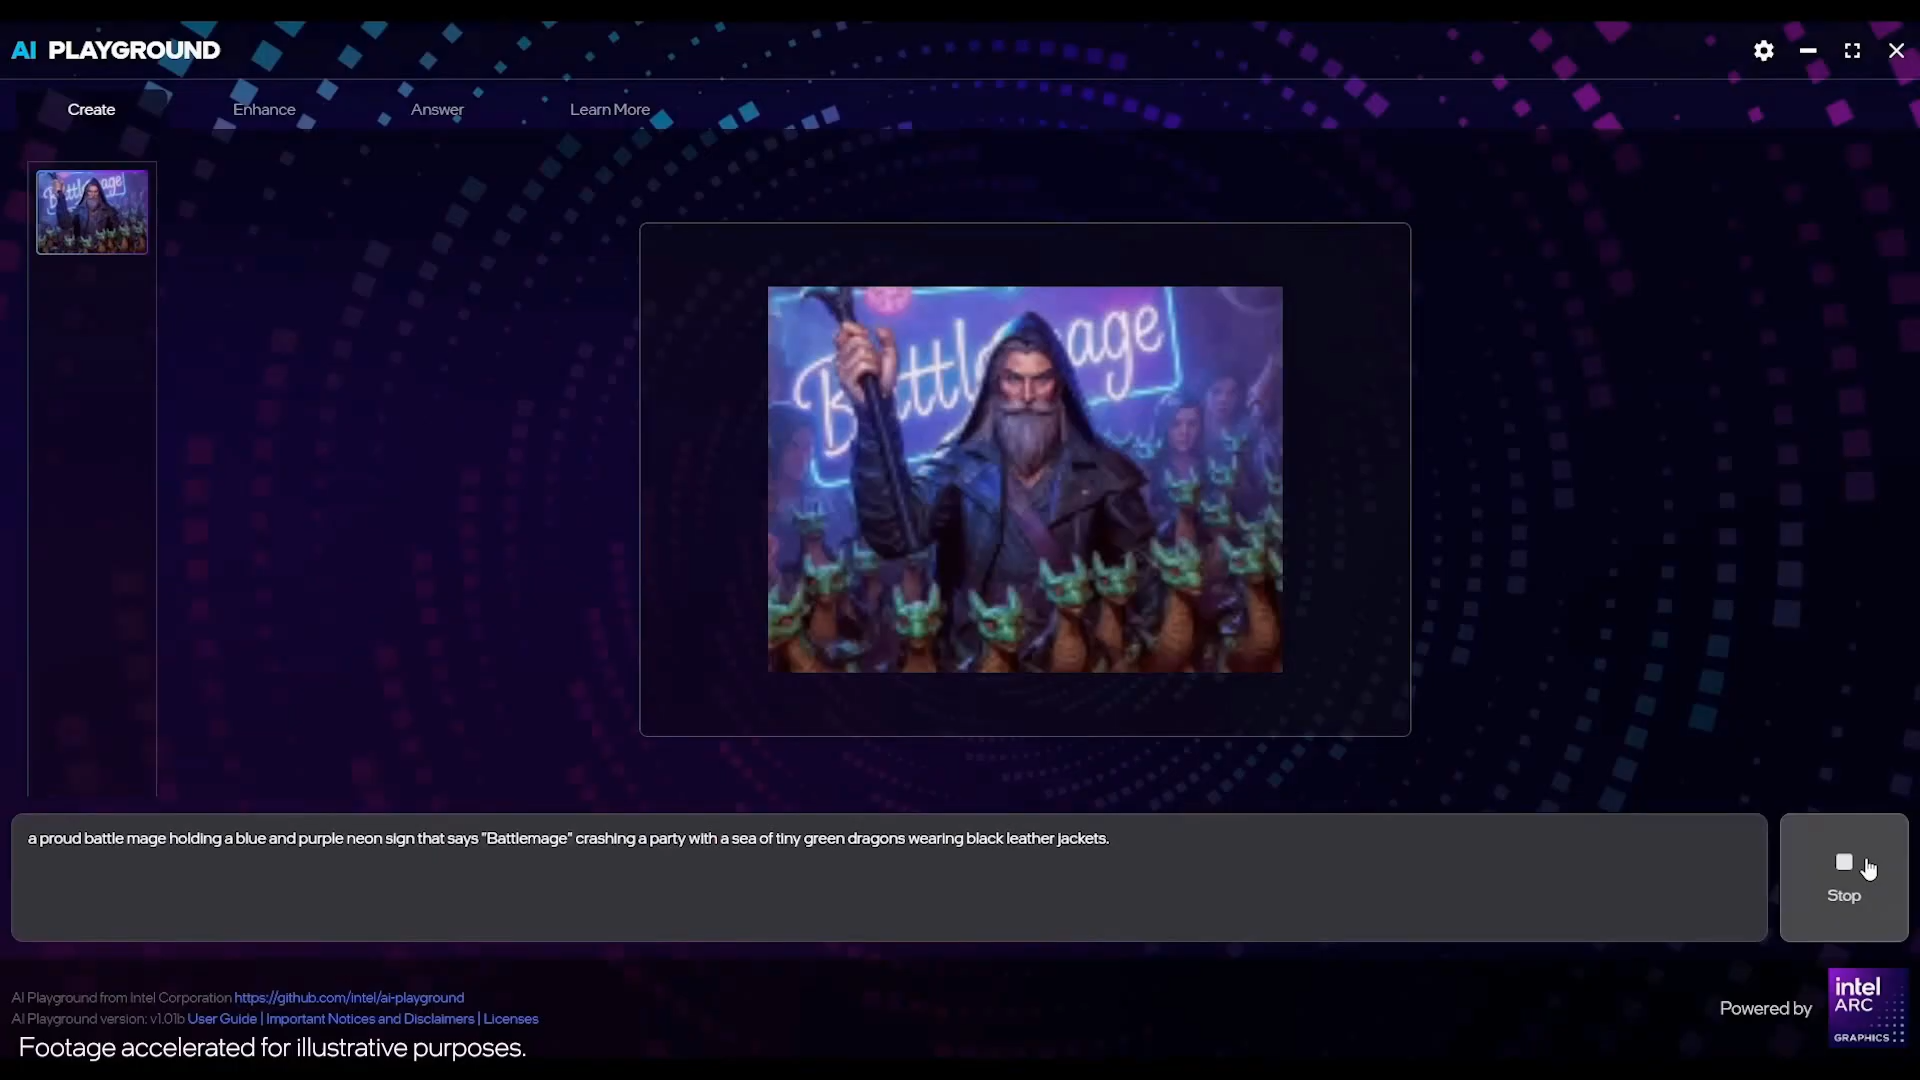 AI PLAYGROUND
Create
Enhance
Answer
Learn More
a proud battle mage holding a blue and purple neon sign that says "Battlemage" crashing a party with a sea of tiny green dragons wearing black leather jackets.
Stop
AI Playground from Intel Corporation https://github.com/intel/ai-playground
AI Playground version: v1.01b User Guide | Important Notices and Disclaimers | Licenses
Footage accelerated for illustrative purposes.
Powered by
intel
ARC
GRAPHICS